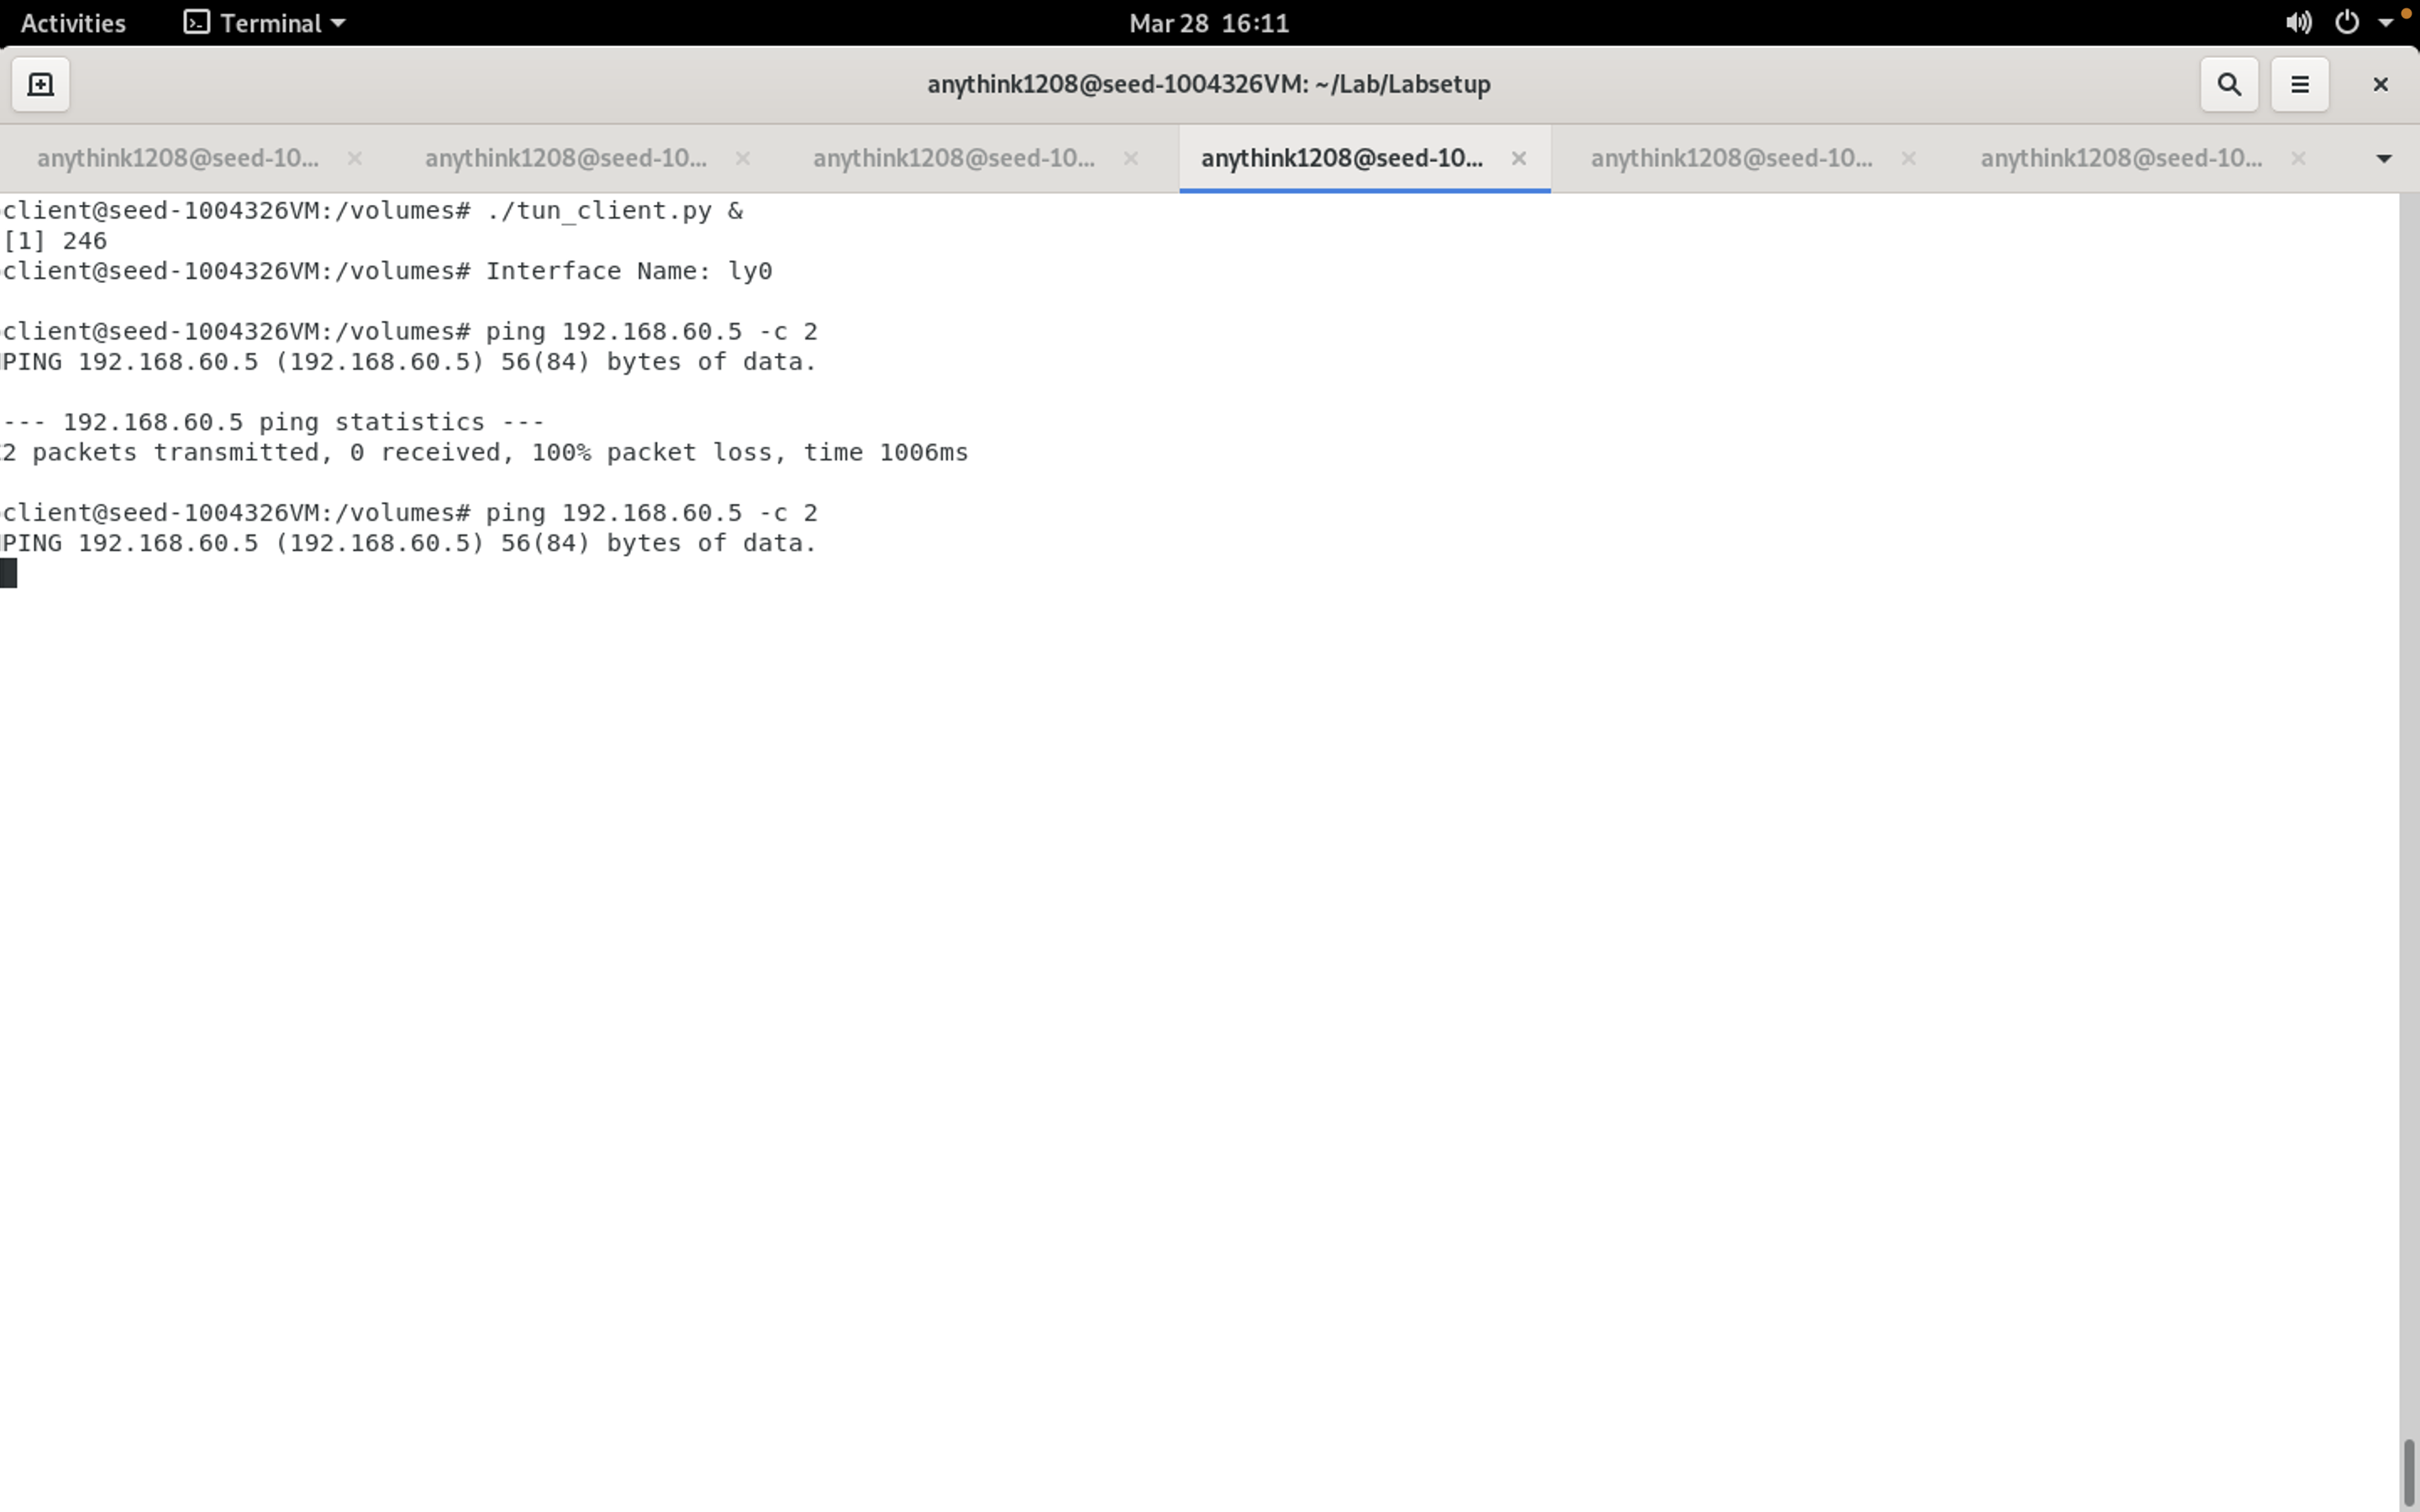 Activities Terminal Mar 28 16:11
anythink1208@seed-1004326VM: ~/Lab/Labsetup
anythink1208@seed-10... anythink1208@seed-10... anythink1208@seed-10... anythink1208@seed-10... anythink1208@seed-10... anythink1208@seed-10...
client@seed-1004326VM:/volumes# ./tun_client.py &
[1] 246
client@seed-1004326VM:/volumes# Interface Name: ly0
client@seed-1004326VM:/volumes# ping 192.168.60.5 -c 2
PING 192.168.60.5 (192.168.60.5) 56(84) bytes of data.
--- 192.168.60.5 ping statistics ---
2 packets transmitted, 0 received, 100% packet loss, time 1006ms
client@seed-1004326VM:/volumes# ping 192.168.60.5 -c 2
PING 192.168.60.5 (192.168.60.5) 56(84) bytes of data.